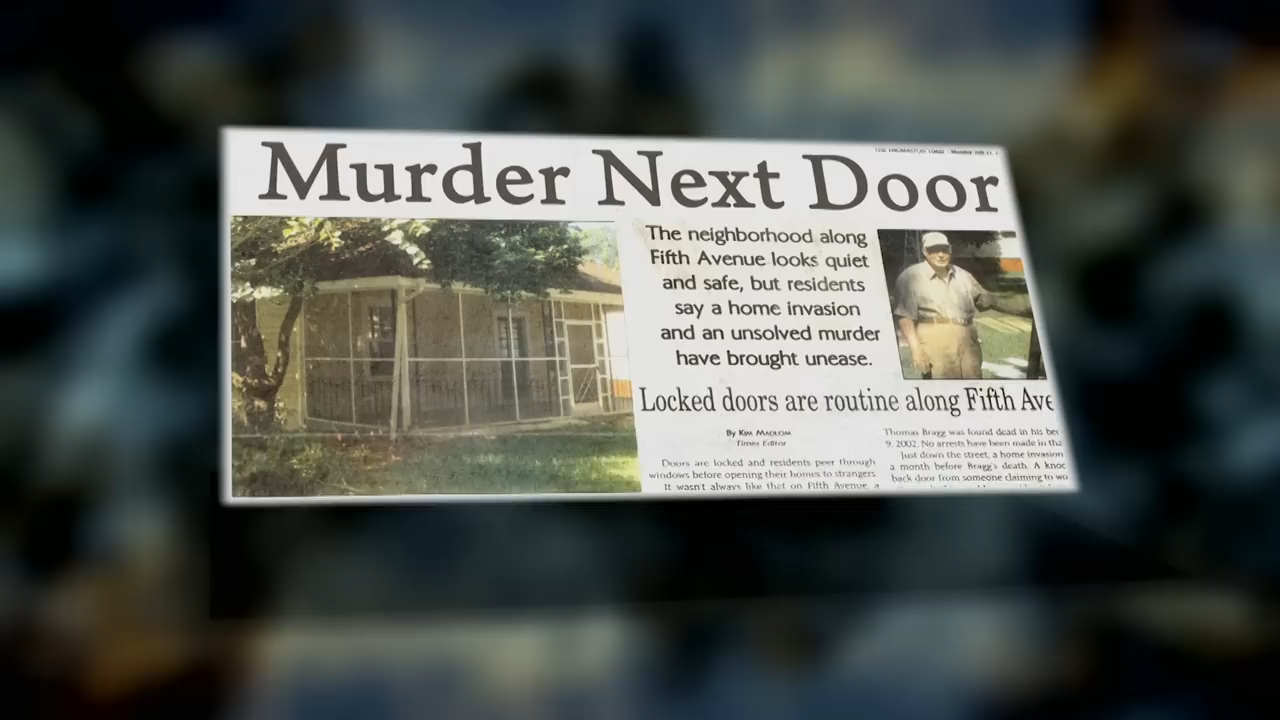 Murder Next Door
The neighborhood along
Fifth Avenue looks quiet
and safe, but residents
say a home invasion
and an unsolved murder
have brought unease.
Locked doors are routine along Fifth Ave
Times Editor
Doors are locked and residents peer through
windows before opening their homes to strangers.
It wasn't always like that on Fifth Avenue, a
Thomas Bragg was found dead in his
9, 2002. No arrests have been made in
Just down the street, a home invasion
a month before Bragg's death. A
back door from someone claiming to